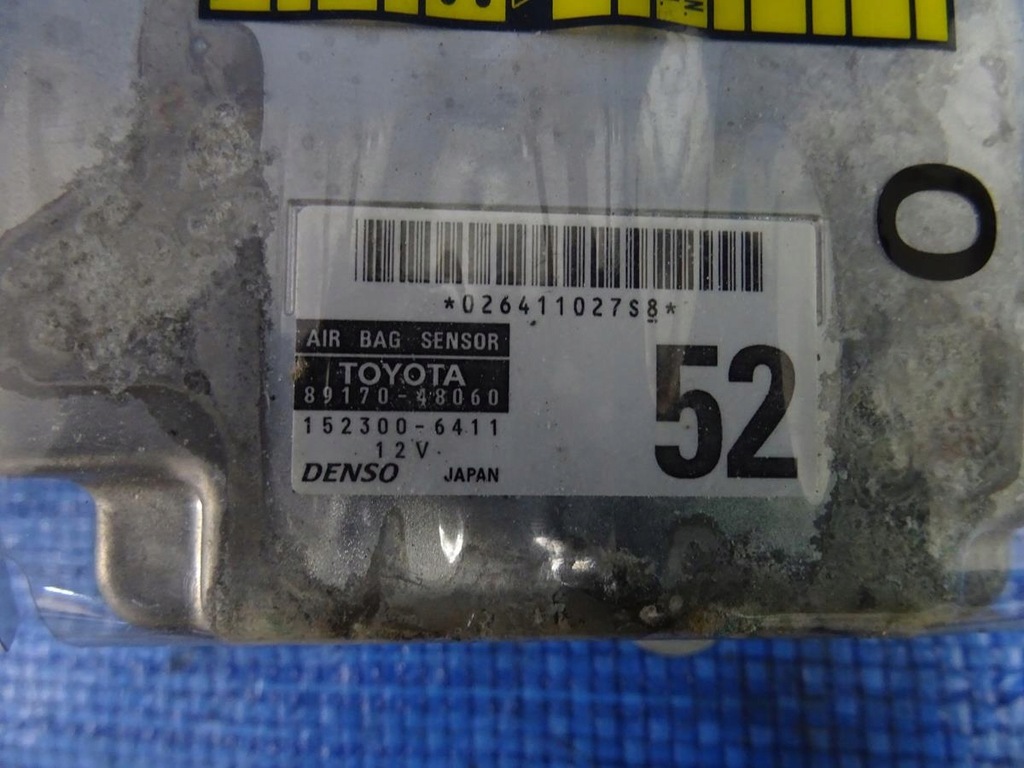 O
*026411027S8*
AIR BAG SENSOR
TOYOTA
89170-48060
152300-6411
12V
DENSO JAPAN
52